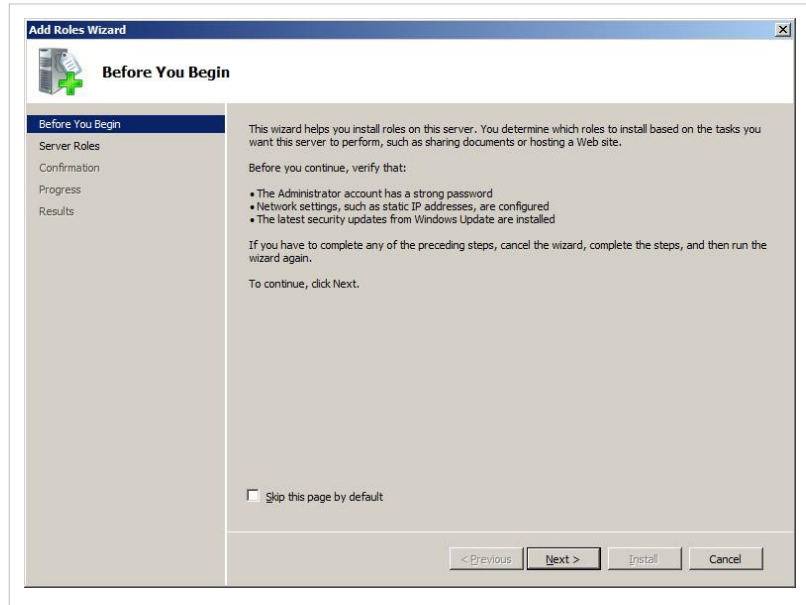 Add Roles Wizard
Before You Begin
Before You Begin
Server Roles
Confirmation
Progress
Results
This wizard helps you install roles on this server. You determine which roles to install based on the tasks you
want this server to perform, such as sharing documents or hosting a Web site.
Before you continue, verify that:
• The Administrator account has a strong password
• Network settings, such as static IP addresses, are configured
• The latest security updates from Windows Update are installed
If you have to complete any of the preceding steps, cancel the wizard, complete the steps, and then run the
wizard again.
To continue, click Next.
Skip this page by default
< Previous
Next >
Install
Cancel